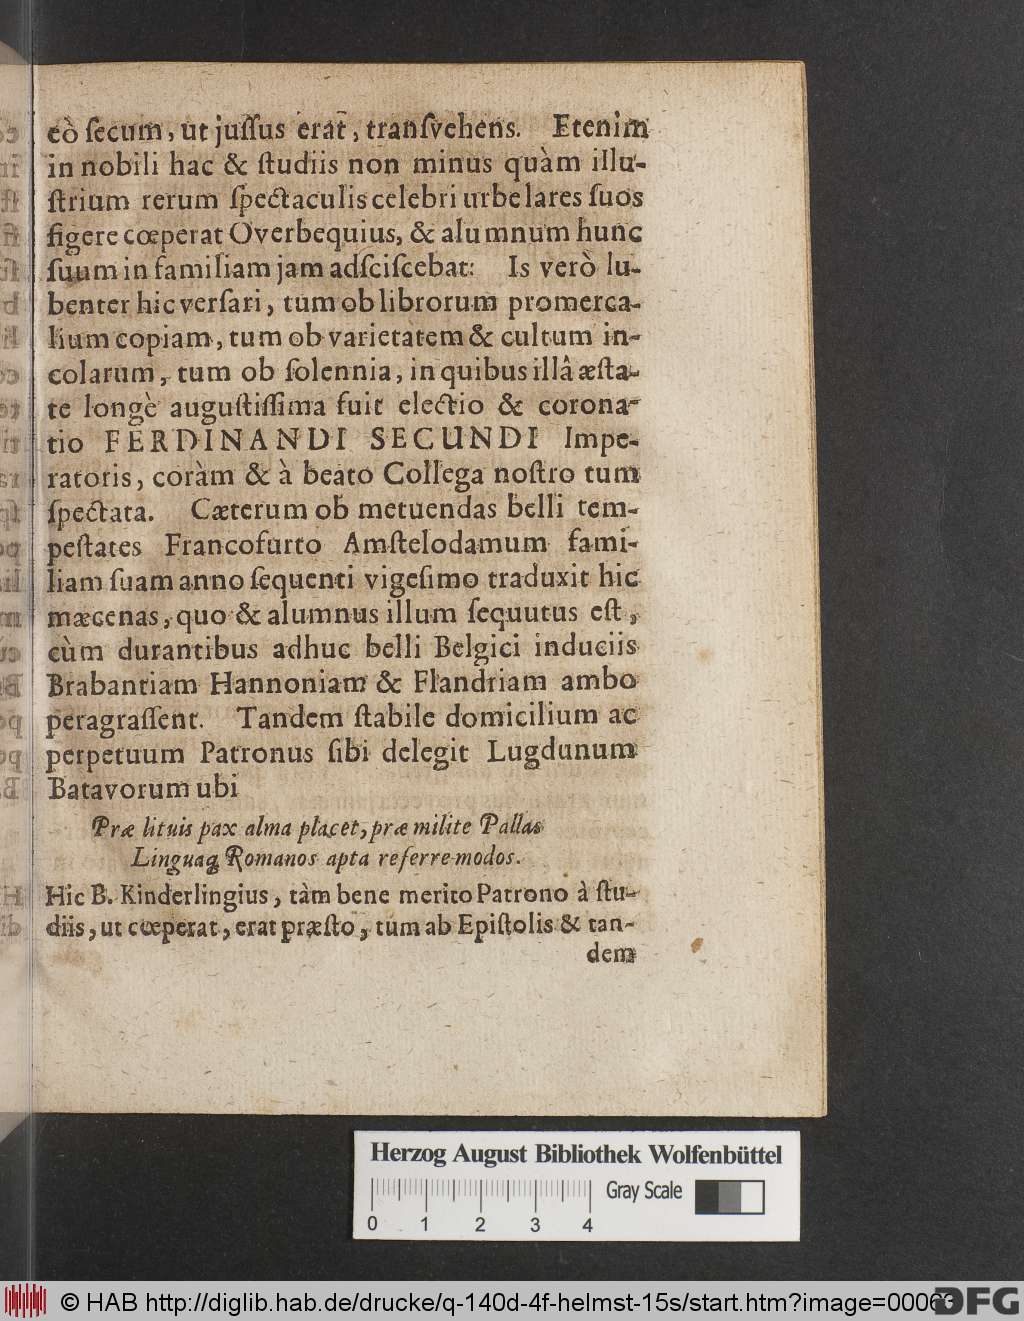 eò ſecum, ut juſſus erat, tranſvehens. Etenim
in nobili hac & ſtudiis non minus quàm illu-
ſtrium rerum ſpectaculis celebri urbe lares ſuos
figere cœperat Overbequius, & alumnum hunc
ſuum in familiam jam adſciſcebat: Is verò lu-
benter hic verſari, tum ob librorum promerca-
lium copiam, tum ob varietatem & cultum in-
colarum, tum ob ſolennia, in quibus illâ æſta-
te longè auguſtiſſima fuit electio & corona-
tio FERDINANDI SECUNDI Impe-
ratoris, coràm & à beato Collega noſtro tum
ſpectata. Cæterum ob metuendas belli tem-
peſtates Francofurto Amſtelodamum fami-
liam ſuam anno ſequenti vigeſimo traduxit hic
mæcenas, quo & alumnus illum ſequutus eſt,
cùm durantibus adhuc belli Belgici induciis
Brabantiam Hannoniam & Flandriam ambo
peragraſſent. Tandem ſtabile domicilium ac
perpetuum Patronus ſibi delegit Lugdunum
Batavorum ubi
Præ lituis pax alma placet, præ milite Pallas
Linguaq́ Romanos apta referre modos.
Hic B. Kinderlingius, tàm bene merito Patrono à ſtu-
diis, ut cœperat, erat præſto, tum ab Epiſtolis & tan-
dem
Herzog August Bibliothek Wolfenbüttel
Gray Scale
0 1 2 3 4
© HAB http://diglib.hab.de/drucke/q-140d-4f-helmst-15s/start.htm?image=00063
DFG